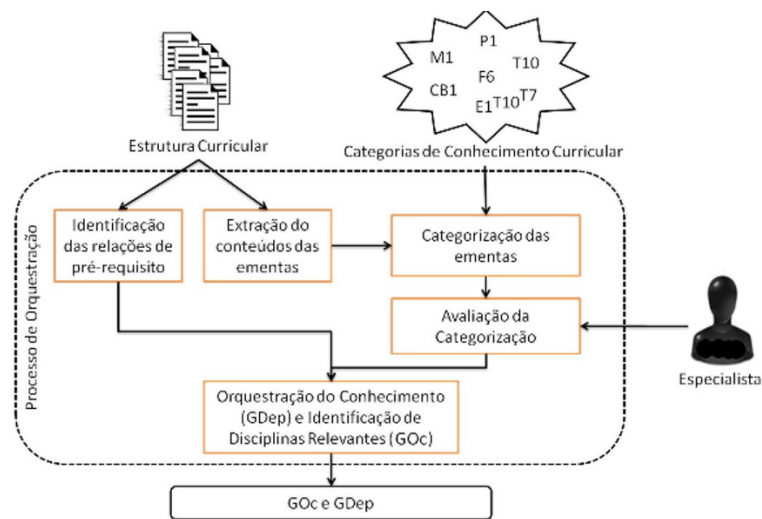 P1
M1
T10
F6
CB1
T7
E1
T10
Estrutura Curricular
Categorias de Conhecimento Curricular
Processo de Orquestração
Identificação
das relações de
pré-requisito
Extração do
conteúdos das
ementas
Categorização das
ementas
Avaliação da
Categorização
Especialista
Orquestração do Conhecimento
(GDep) e Identificação de
Disciplinas Relevantes (GOc)
GOc e GDep